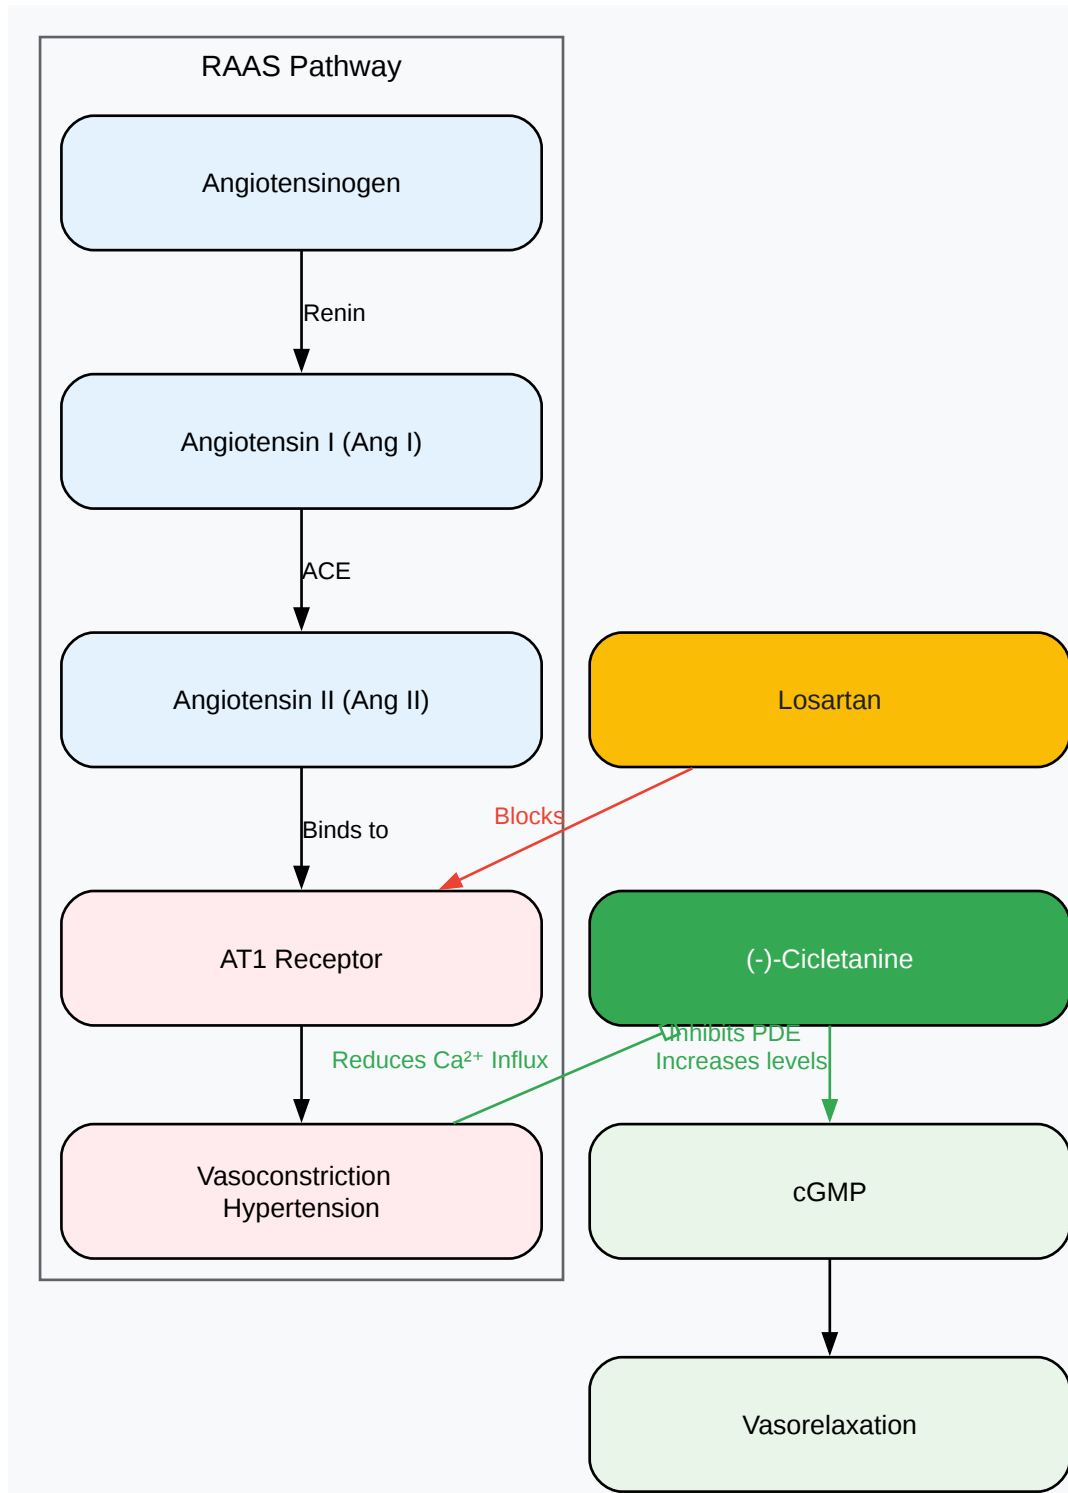 RAAS Pathway
Angiotensinogen
Renin
Angiotensin I (Ang I)
ACE
Angiotensin II (Ang II)
Losartan
Blocks
Binds to
AT1 Receptor
(-)-Cicletanine
Inhibits PDE
Increases levels
Reduces Ca²⁺ Influx
Vasoconstriction
Hypertension
cGMP
Vasorelaxation